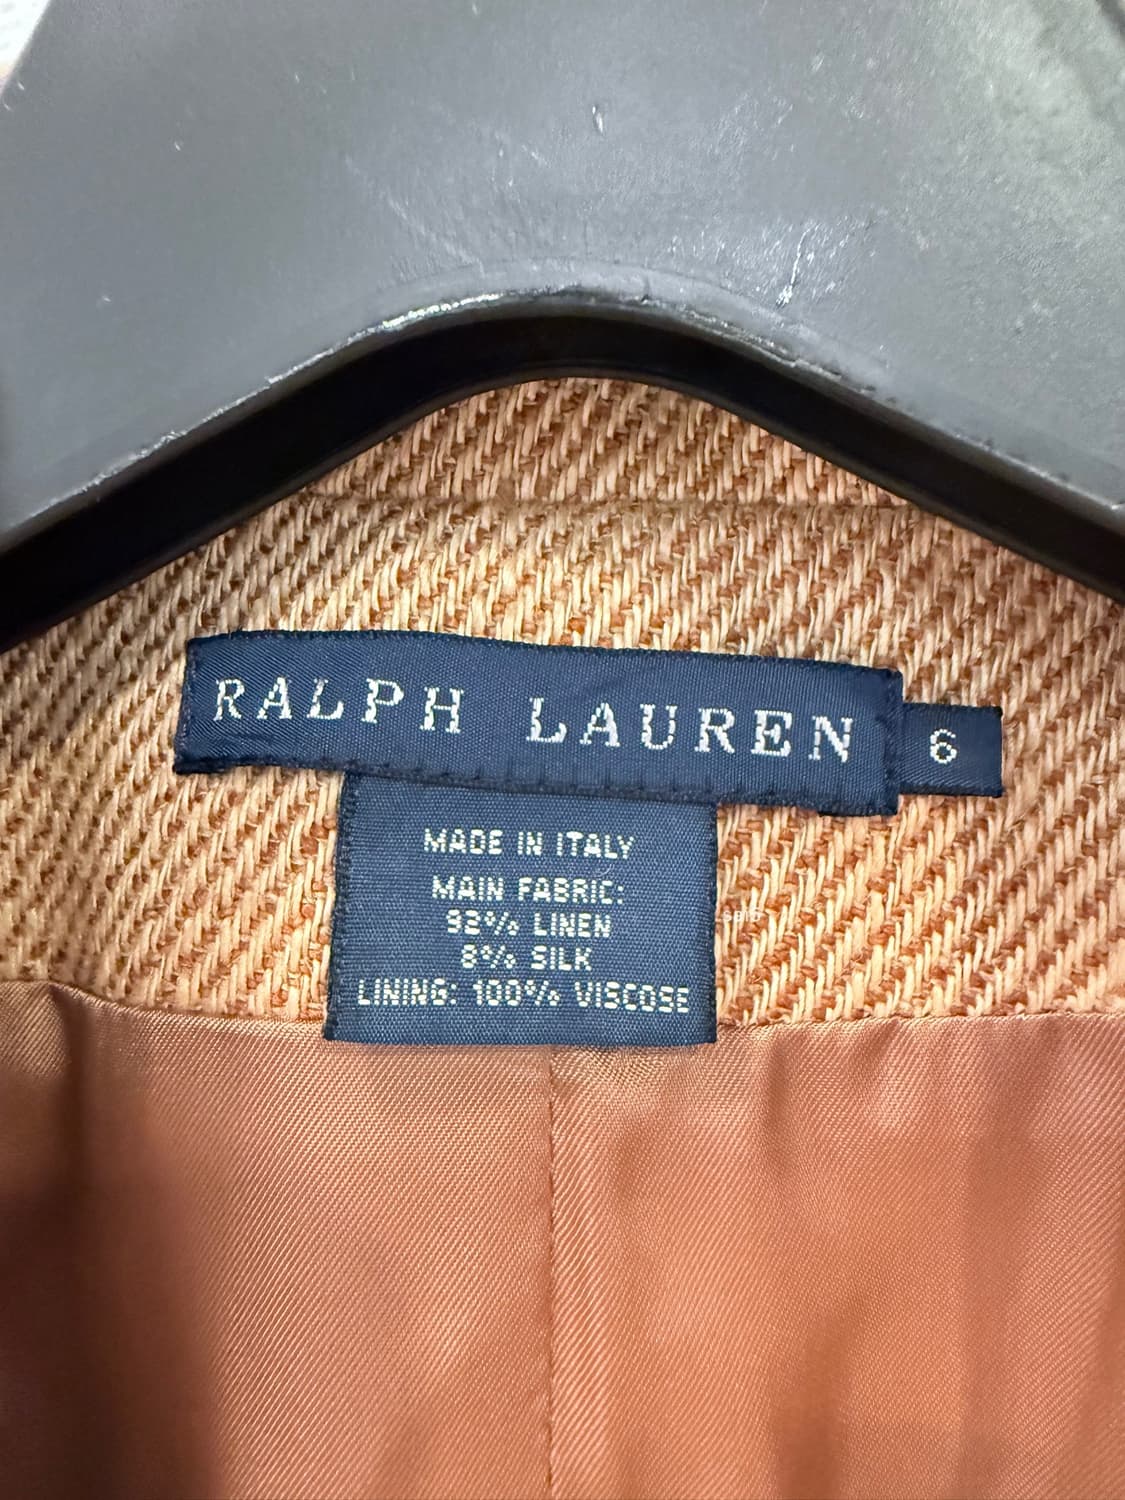 RALPH LAUREN
6
MADE IN ITALY
MAIN FABRIC:
92% LINEN
8% SILK
LINING: 100% VISCOSE